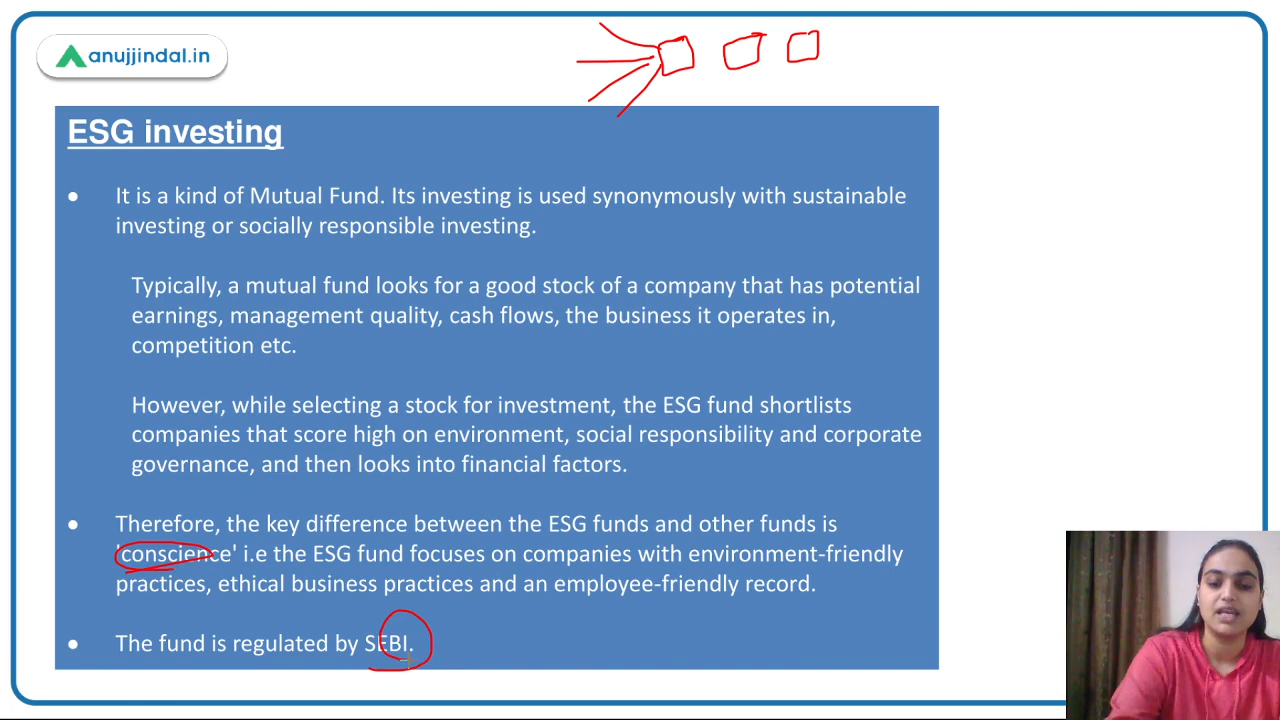 anujjindal.in
ESG investing
● It is a kind of Mutual Fund. Its investing is used synonymously with sustainable
investing or socially responsible investing.
Typically, a mutual fund looks for a good stock of a company that has potential
earnings, management quality, cash flows, the business it operates in,
competition etc.
However, while selecting a stock for investment, the ESG fund shortlists
companies that score high on environment, social responsibility and corporate
governance, and then looks into financial factors.
● Therefore, the key difference between the ESG funds and other funds is
'conscience' i.e the ESG fund focuses on companies with environment-friendly
practices, ethical business practices and an employee-friendly record.
● The fund is regulated by SEBI.